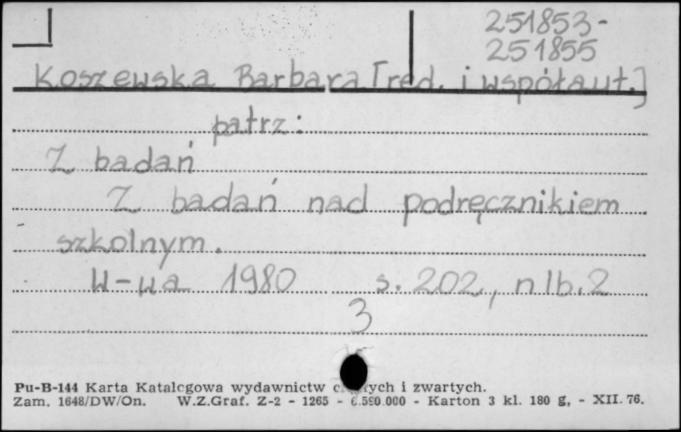 251853-
251855
Koszewska Barbara [red. i współaut.]
patrz:
Z badań
Z badań nad podręcznikiem
szkolnym.
W-wa 1980 s. 202, nlb. 2
3
Pu-B-144 Karta Katalogowa wydawnictw i zwartych.
Zam. 1648/DW/On. W.Z.Graf. Z-2 - 1265 - 6.590.000 - Karton 3 kl. 180 g, - XII. 76.